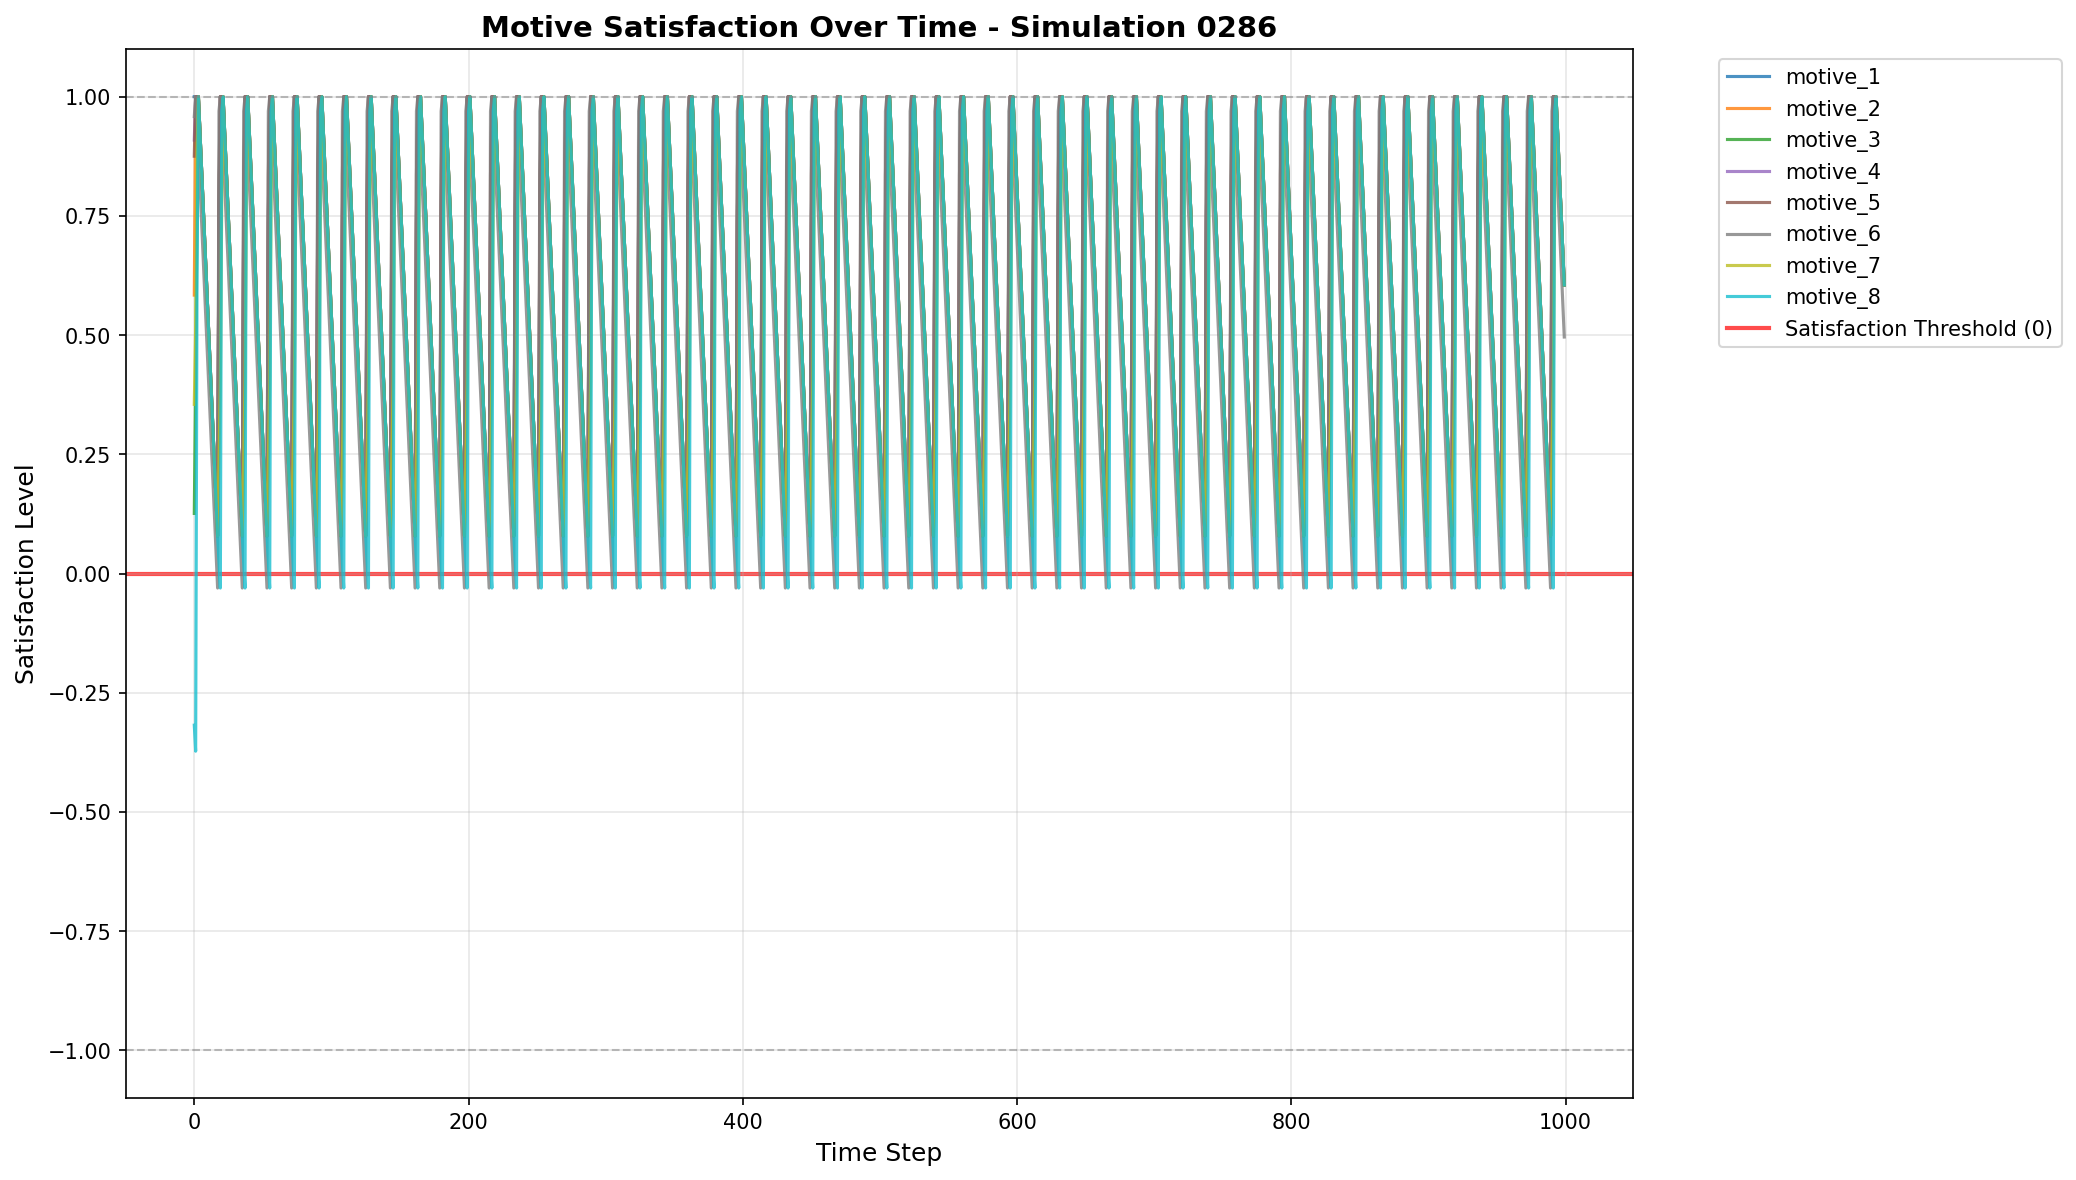 Motive Satisfaction Over Time - Simulation 0286
1.00
0.75
0.50
0.25
0.00
−0.25
−0.50
−0.75
−1.00
Satisfaction Level
0
200
400
600
800
1000
Time Step
motive_1
motive_2
motive_3
motive_4
motive_5
motive_6
motive_7
motive_8
Satisfaction Threshold (0)